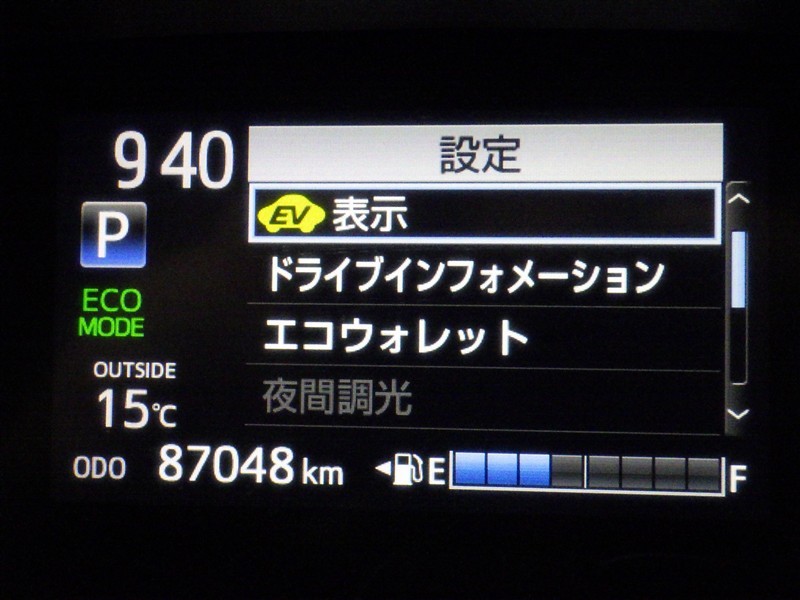 9 40
設定
P
EV 表示
ドライブインフォメーション
ECO
MODE
エコウォレット
OUTSIDE
15℃
夜間調光
ODO 87048 km
E F